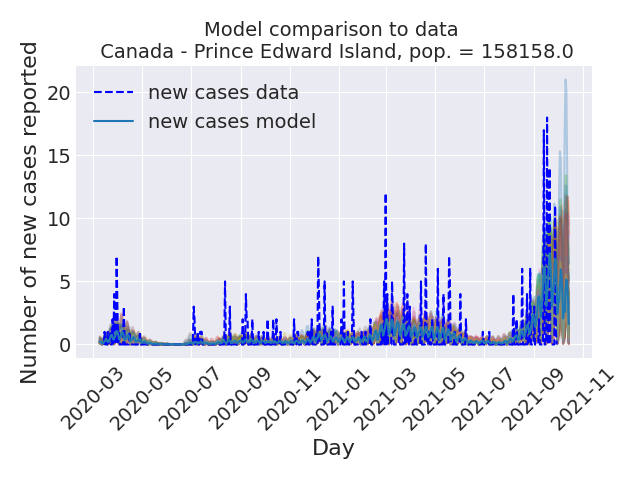 Model comparison to data
Canada - Prince Edward Island, pop. = 158158.0
Number of new cases reported
20
15
10
5
0
new cases data
new cases model
2020-03
2020-05
2020-07
2020-09
2020-11
2021-01
2021-03
2021-05
2021-07
2021-09
2021-11
Day